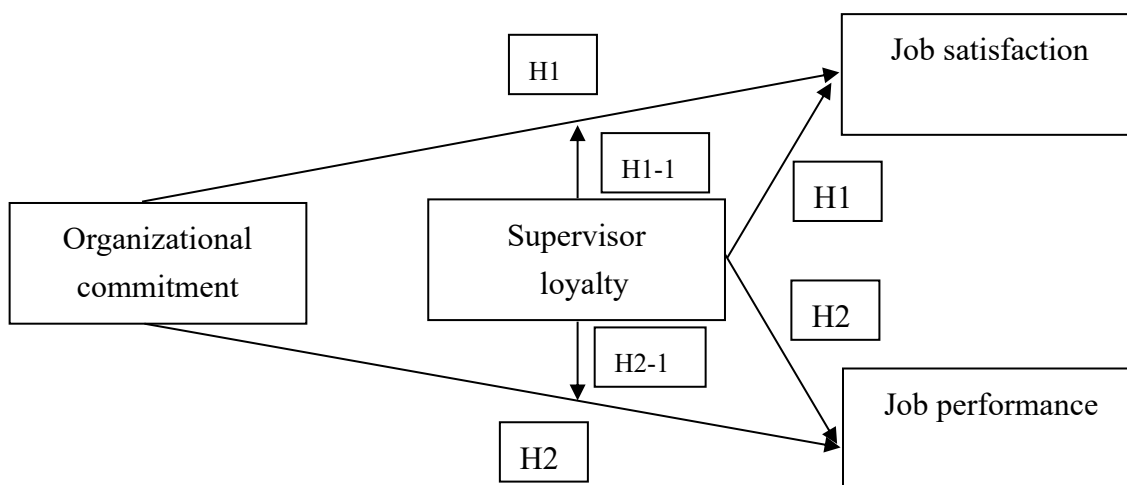 Job satisfaction
H1
H1-1
H1
Organizational
commitment
Supervisor
loyalty
H2
H2-1
Job performance
H2